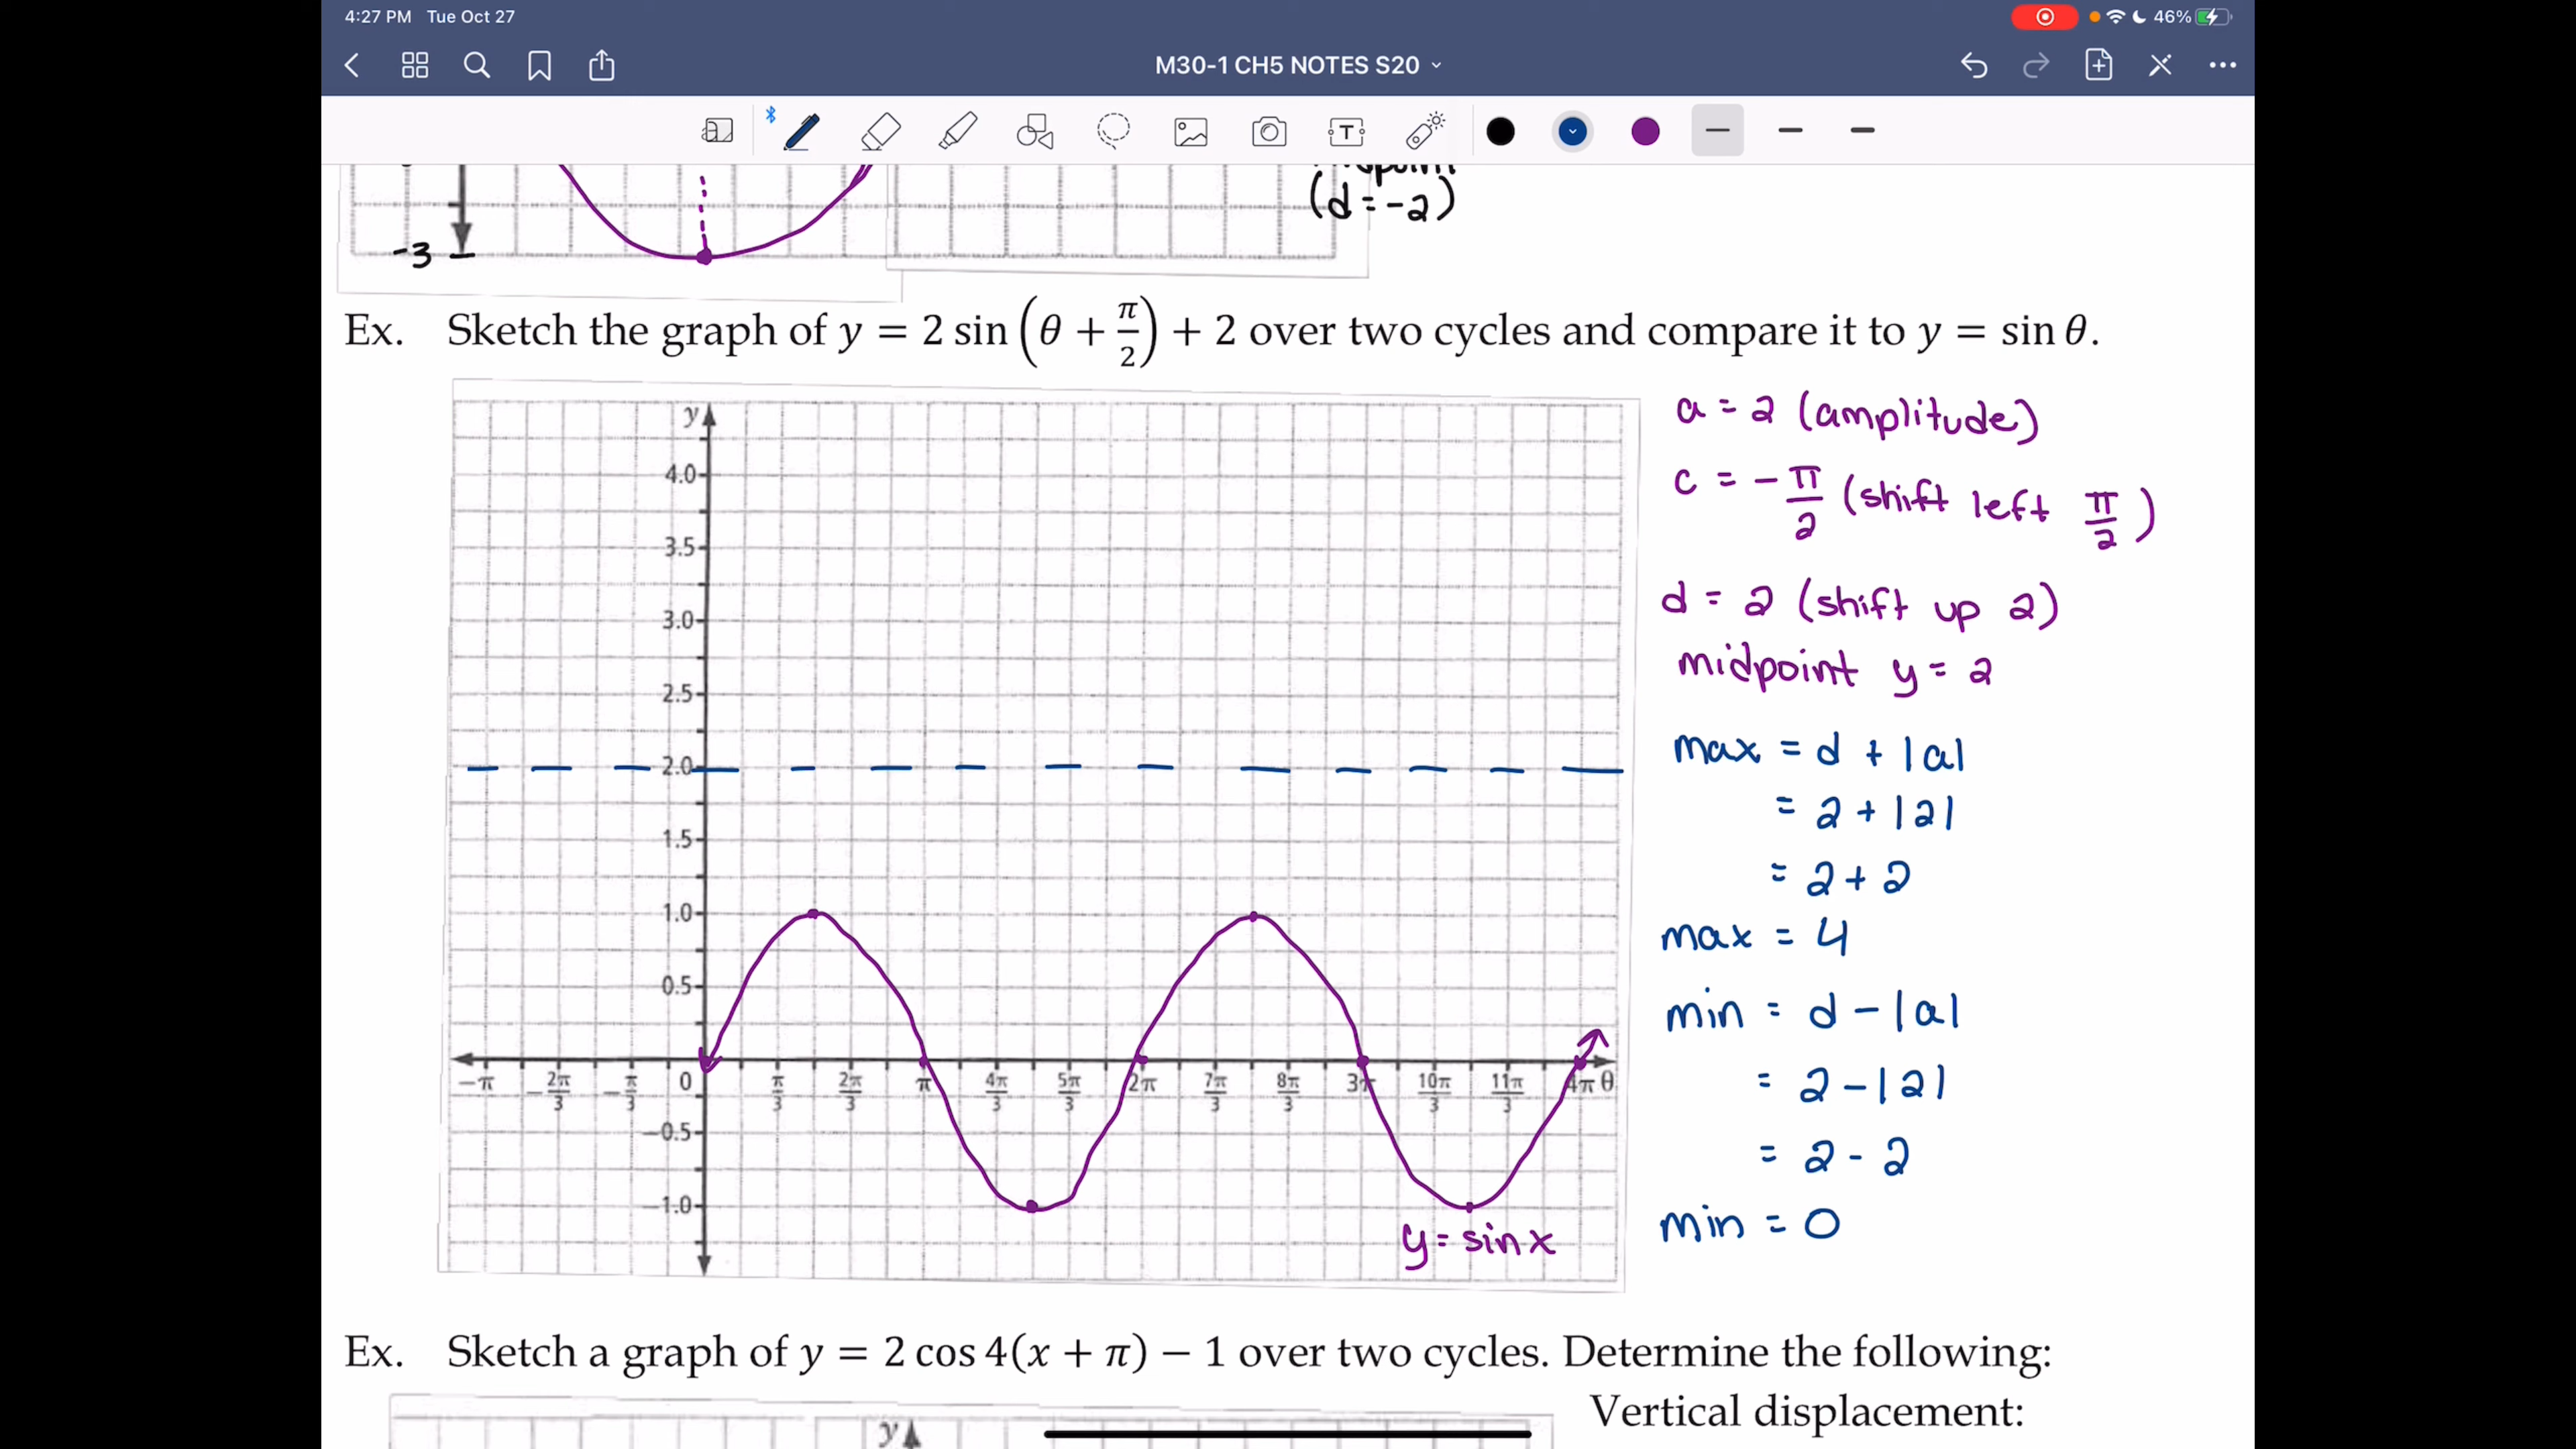 4:27 PM Tue Oct 27
46%
M30-1 CH5 NOTES S20
T
(d = -2)
-3
Ex. Sketch the graph of y = 2 sin (θ + π/2) + 2 over two cycles and compare it to y = sin θ.
y
4.0
3.5
3.0
2.5
2.0
1.5
1.0
0.5
-π -2π/3 -π/3 0 π/3 2π/3 π 4π/3 5π/3 2π 7π/3 8π/3 3π 10π/3 11π/3 4π θ
-0.5
-1.0
y = sin x
a = 2 (amplitude)
c = - π/2 (shift left π/2)
d = 2 (shift up 2)
midpoint y = 2
max = d + |a|
= 2 + |2|
= 2 + 2
max = 4
min = d - |a|
= 2 - |2|
= 2 - 2
min = 0
Ex. Sketch a graph of y = 2 cos 4(x + π) − 1 over two cycles. Determine the following:
Vertical displacement:
y